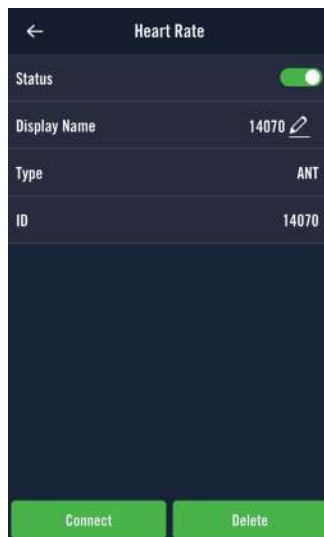 Heart Rate
Status
Display Name 14070
Type ANT
ID 14070
Connect Delete